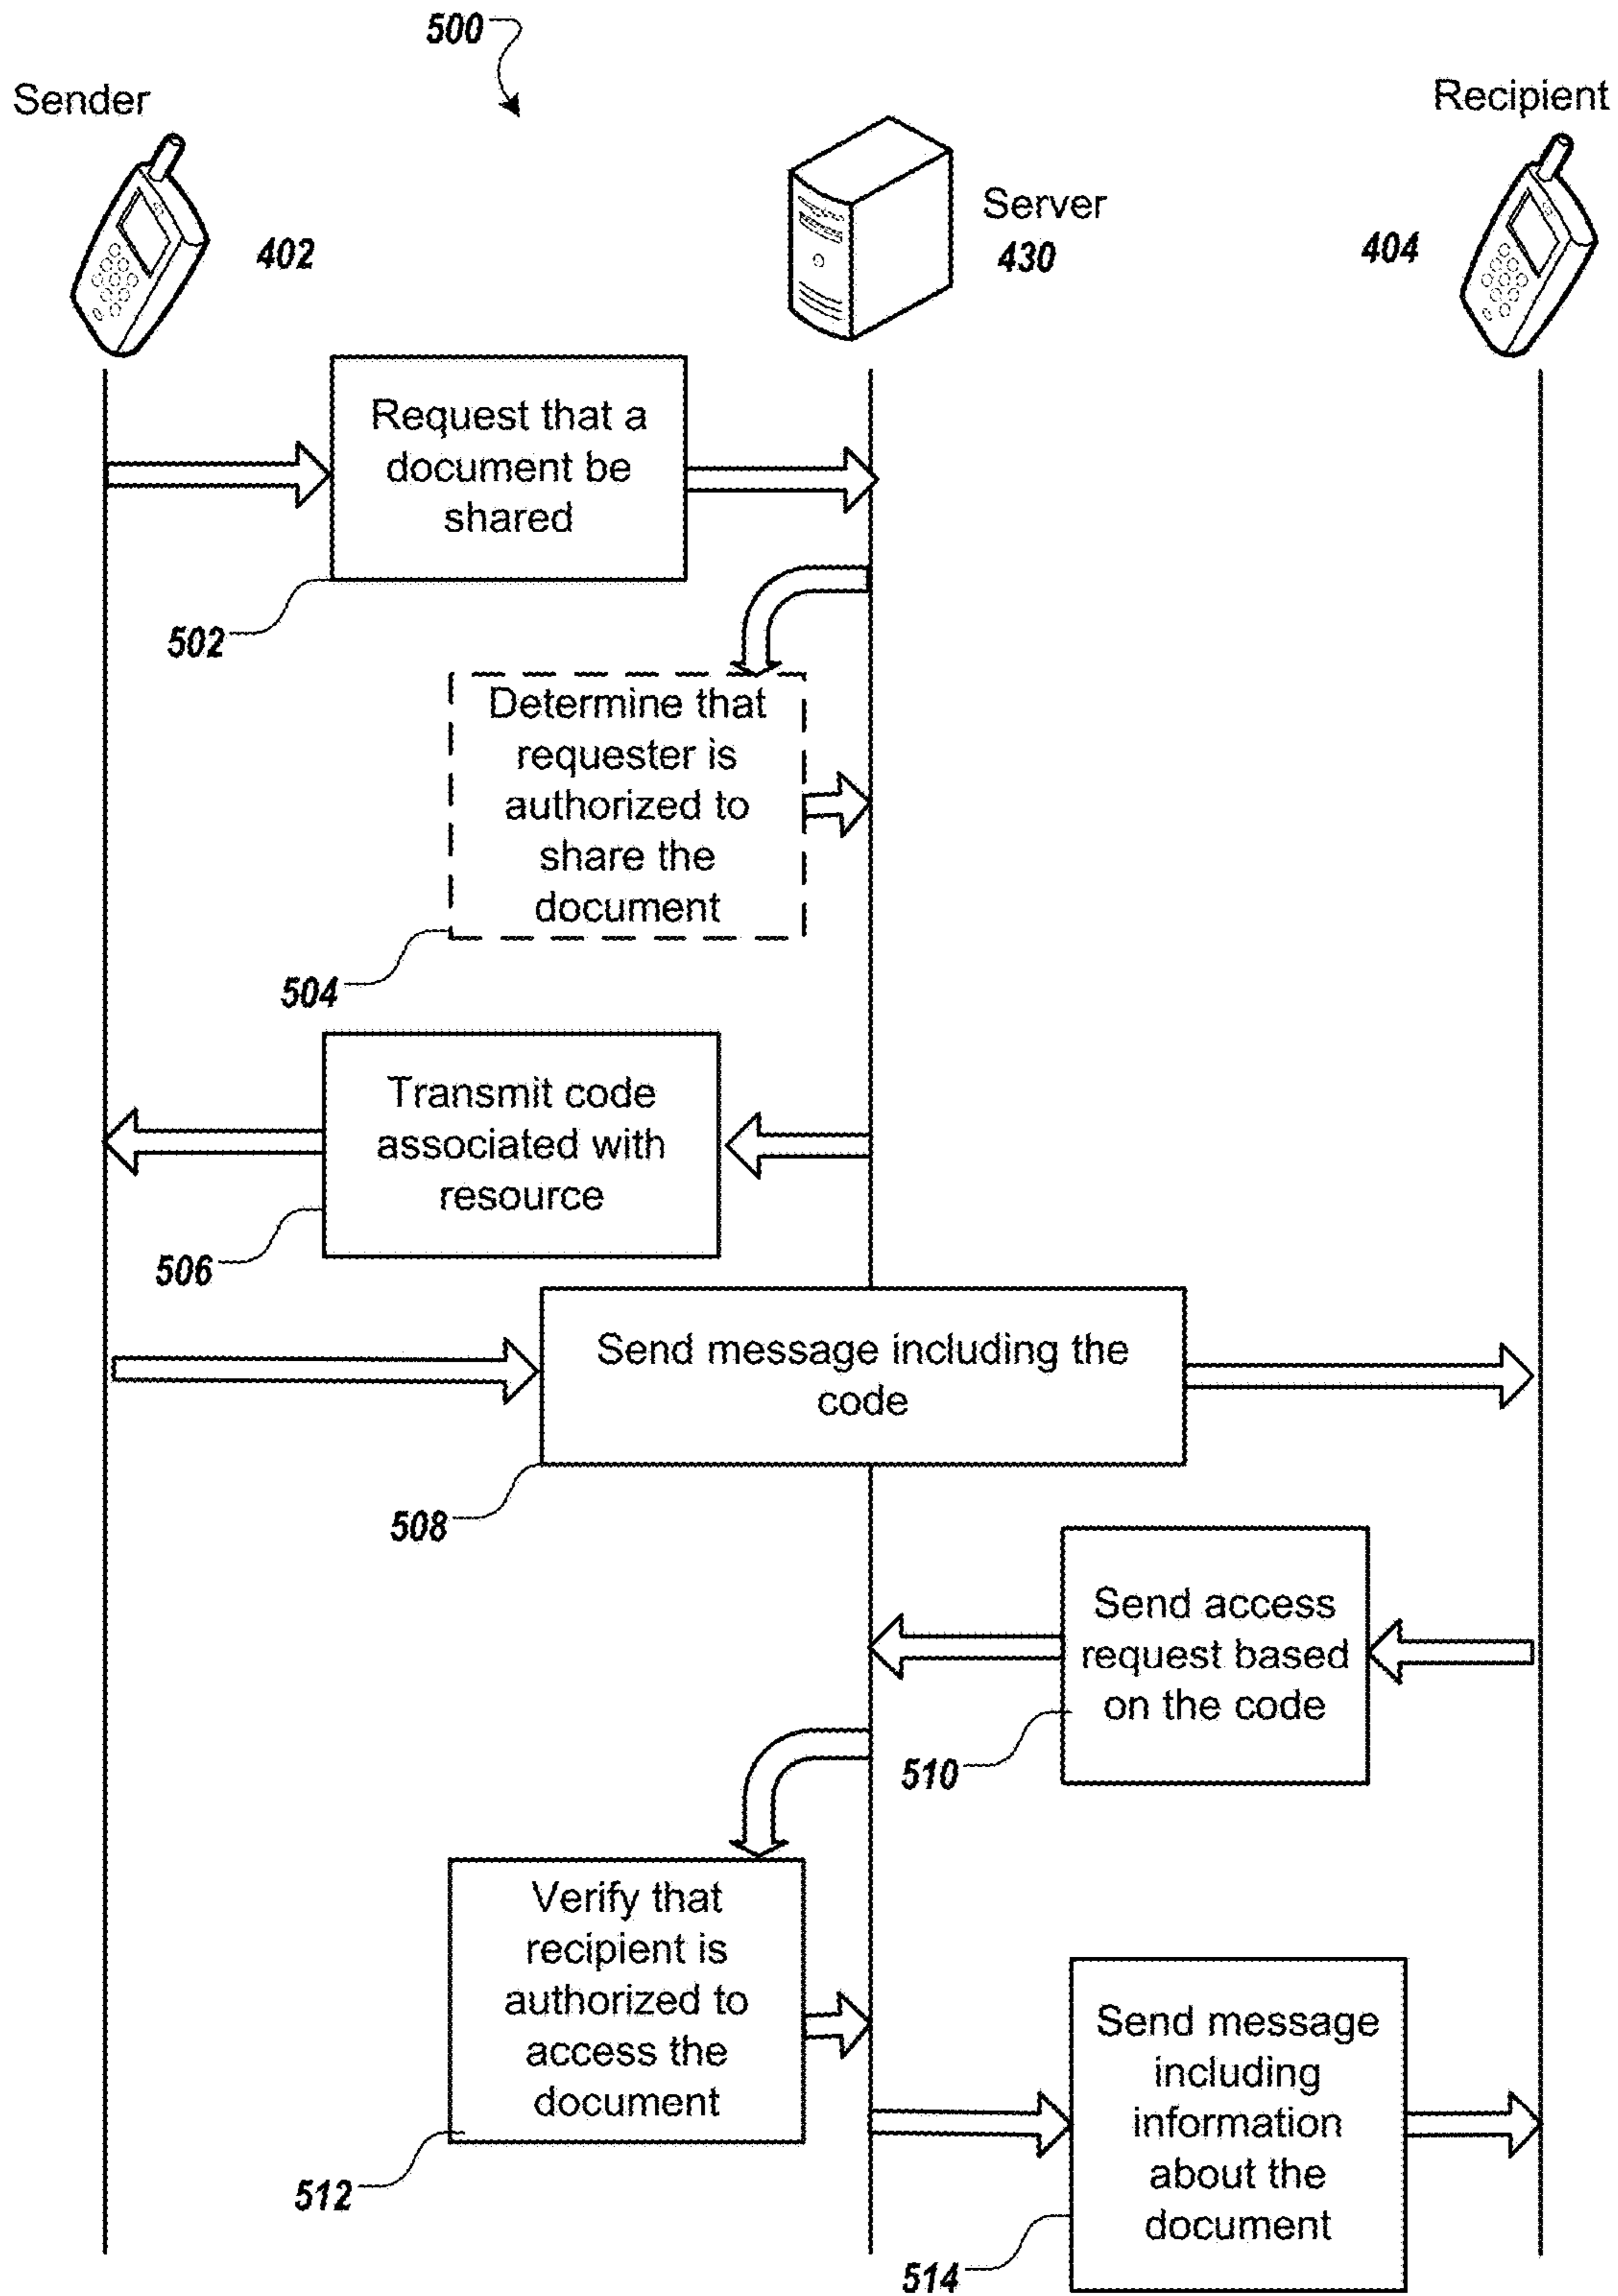 500
Sender
Recipient
402
Server
430
404
Request that a
document be
shared
502
Determine that
requester is
authorized to
share the
document
504
Transmit code
associated with
resource
506
Send message including the
code
508
Send access
request based
on the code
510
Verify that
recipient is
authorized to
access the
document
512
Send message
including
information
about the
document
514